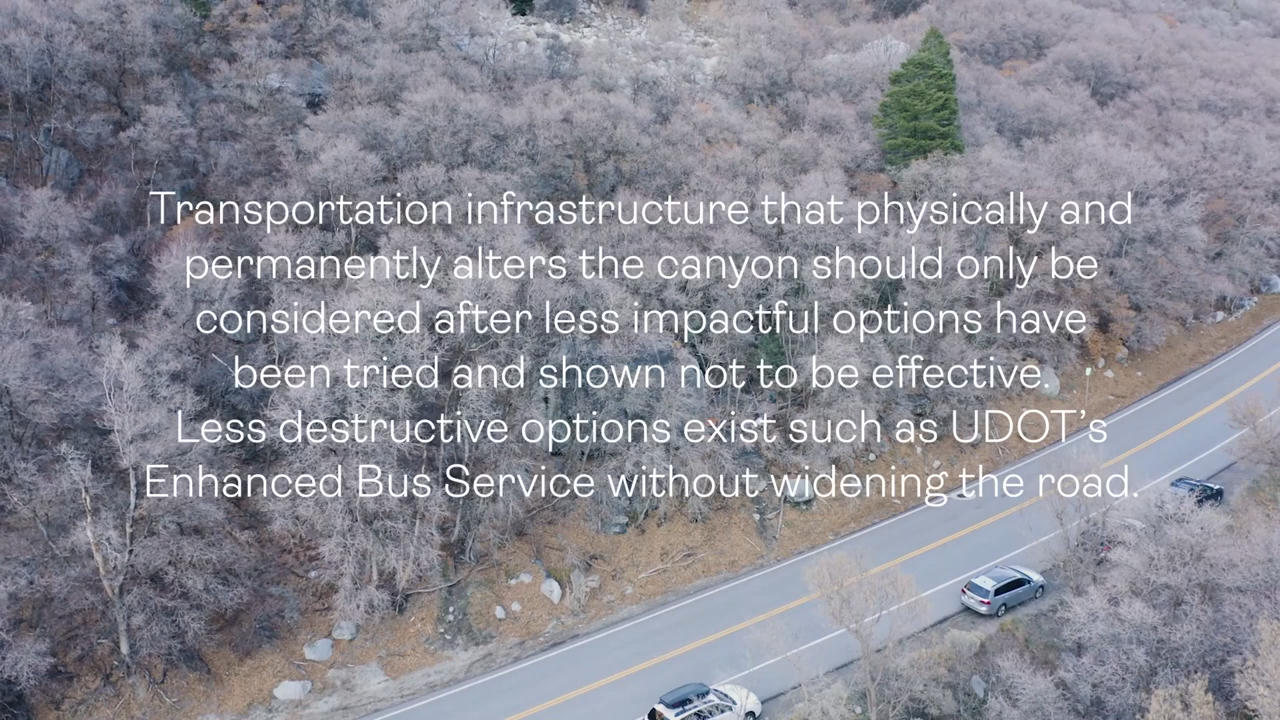 Transportation infrastructure that physically and
permanently alters the canyon should only be
considered after less impactful options have
been tried and shown not to be effective.
Less destructive options exist such as UDOT's
Enhanced Bus Service without widening the road.